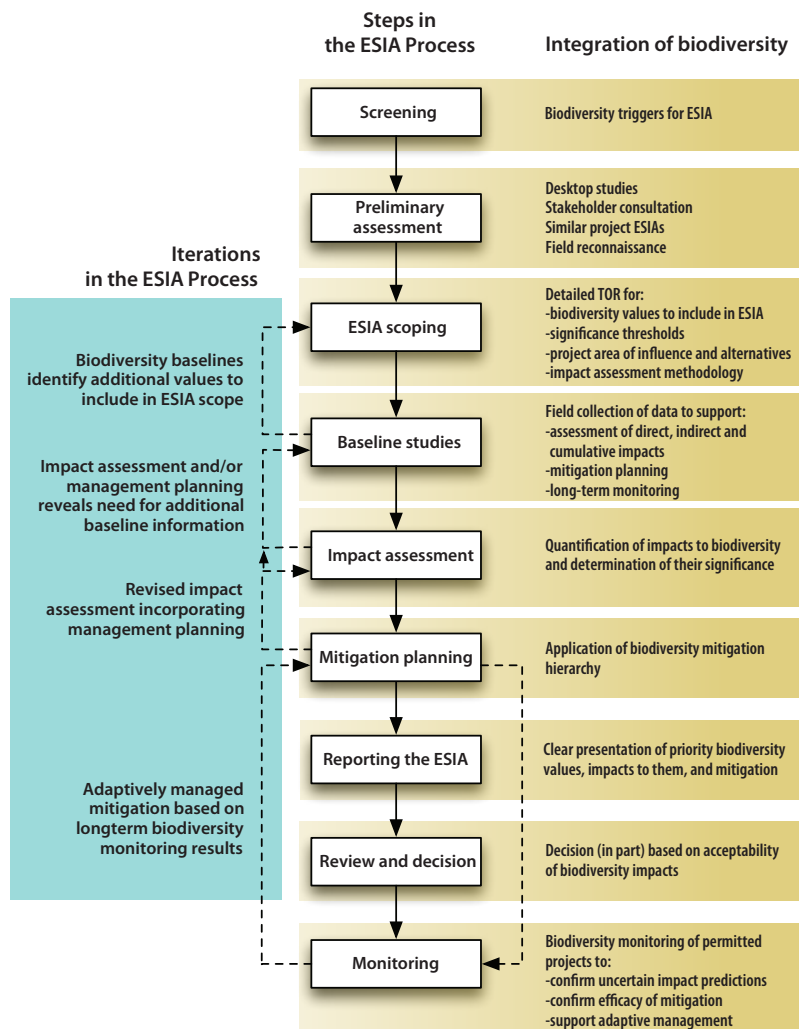 Steps in
the ESIA Process
Integration of biodiversity
Screening
Biodiversity triggers for ESIA
Preliminary
assessment
Desktop studies
Stakeholder consultation
Similar project ESIAs
Field reconnaissance
Iterations
in the ESIA Process
ESIA scoping
Detailed TOR for:
-biodiversity values to include in ESIA
-significance thresholds
-project area of influence and alternatives
-impact assessment methodology
Biodiversity baselines
identify additional values to
include in ESIA scope
Baseline studies
Field collection of data to support:
-assessment of direct, indirect and
cumulative impacts
-mitigation planning
-long-term monitoring
Impact assessment and/or
management planning
reveals need for additional
baseline information
Impact assessment
Quantification of impacts to biodiversity
and determination of their significance
Revised impact
assessment incorporating
management planning
Mitigation planning
Application of biodiversity mitigation
hierarchy
Reporting the ESIA
Clear presentation of priority biodiversity
values, impacts to them, and mitigation
Adaptively managed
mitigation based on
longterm biodiversity
monitoring results
Review and decision
Decision (in part) based on acceptability
of biodiversity impacts
Monitoring
Biodiversity monitoring of permitted
projects to:
-confirm uncertain impact predictions
-confirm efficacy of mitigation
-support adaptive management